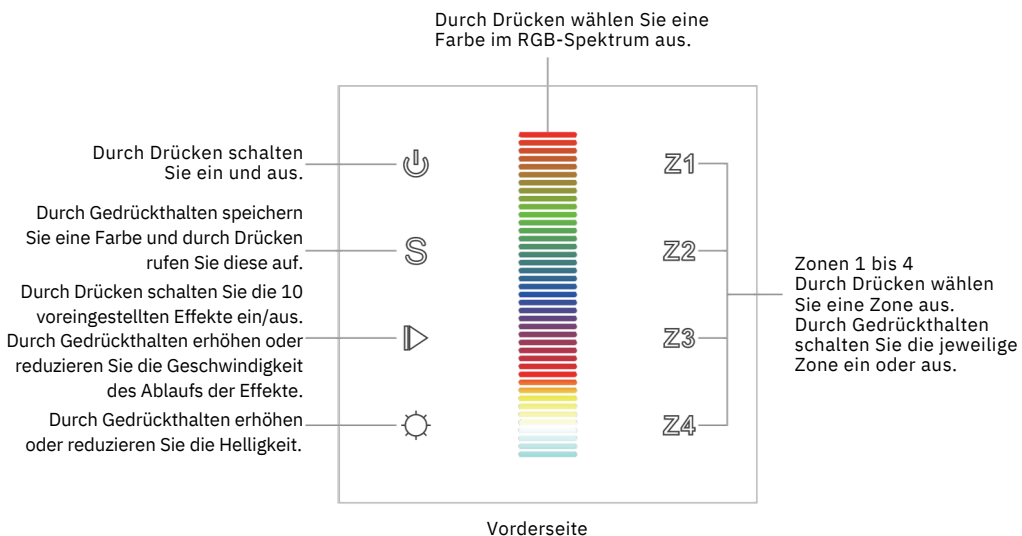 Durch Drücken wählen Sie eine
Farbe im RGB-Spektrum aus.
Durch Drücken schalten
Sie ein und aus.
Durch Gedrückthalten speichern
Sie eine Farbe und durch Drücken
rufen Sie diese auf.
Durch Drücken schalten Sie die 10
voreingestellten Effekte ein/aus.
Durch Gedrückthalten erhöhen oder
reduzieren Sie die Geschwindigkeit
des Ablaufs der Effekte.
Durch Gedrückthalten erhöhen
oder reduzieren Sie die Helligkeit.
S
Z1
Z2
Z3
Z4
Zonen 1 bis 4
Durch Drücken wählen
Sie eine Zone aus.
Durch Gedrückthalten
schalten Sie die jeweilige
Zone ein oder aus.
Vorderseite